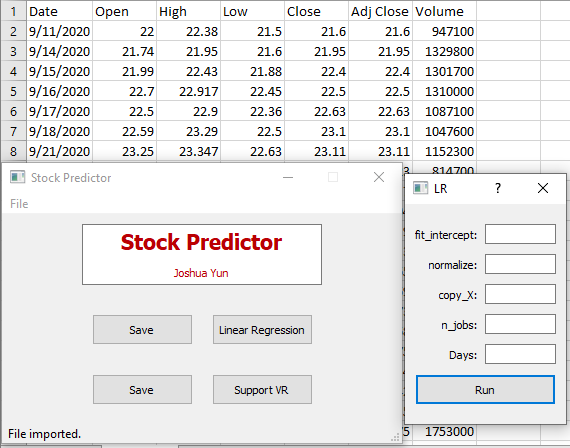 1 Date Open High Low Close Adj Close Volume
2 9/11/2020 22 22.38 21.5 21.6 21.6 947100
3 9/14/2020 21.74 21.95 21.6 21.95 21.95 1329800
4 9/15/2020 21.99 22.43 21.88 22.4 22.4 1301700
5 9/16/2020 22.7 22.917 22.45 22.5 22.5 1310000
6 9/17/2020 22.5 22.9 22.36 22.63 22.63 1087100
7 9/18/2020 22.59 23.29 22.5 23.1 23.1 1047600
8 9/21/2020 23.25 23.347 22.63 23.11 23.11 1152300
3 814700
Stock Predictor
File
Stock Predictor
Joshua Yun
Save Linear Regression
Save Support VR
File imported.
LR ?
fit_intercept:
normalize:
copy_X:
n_jobs:
Days:
Run
5 1753000